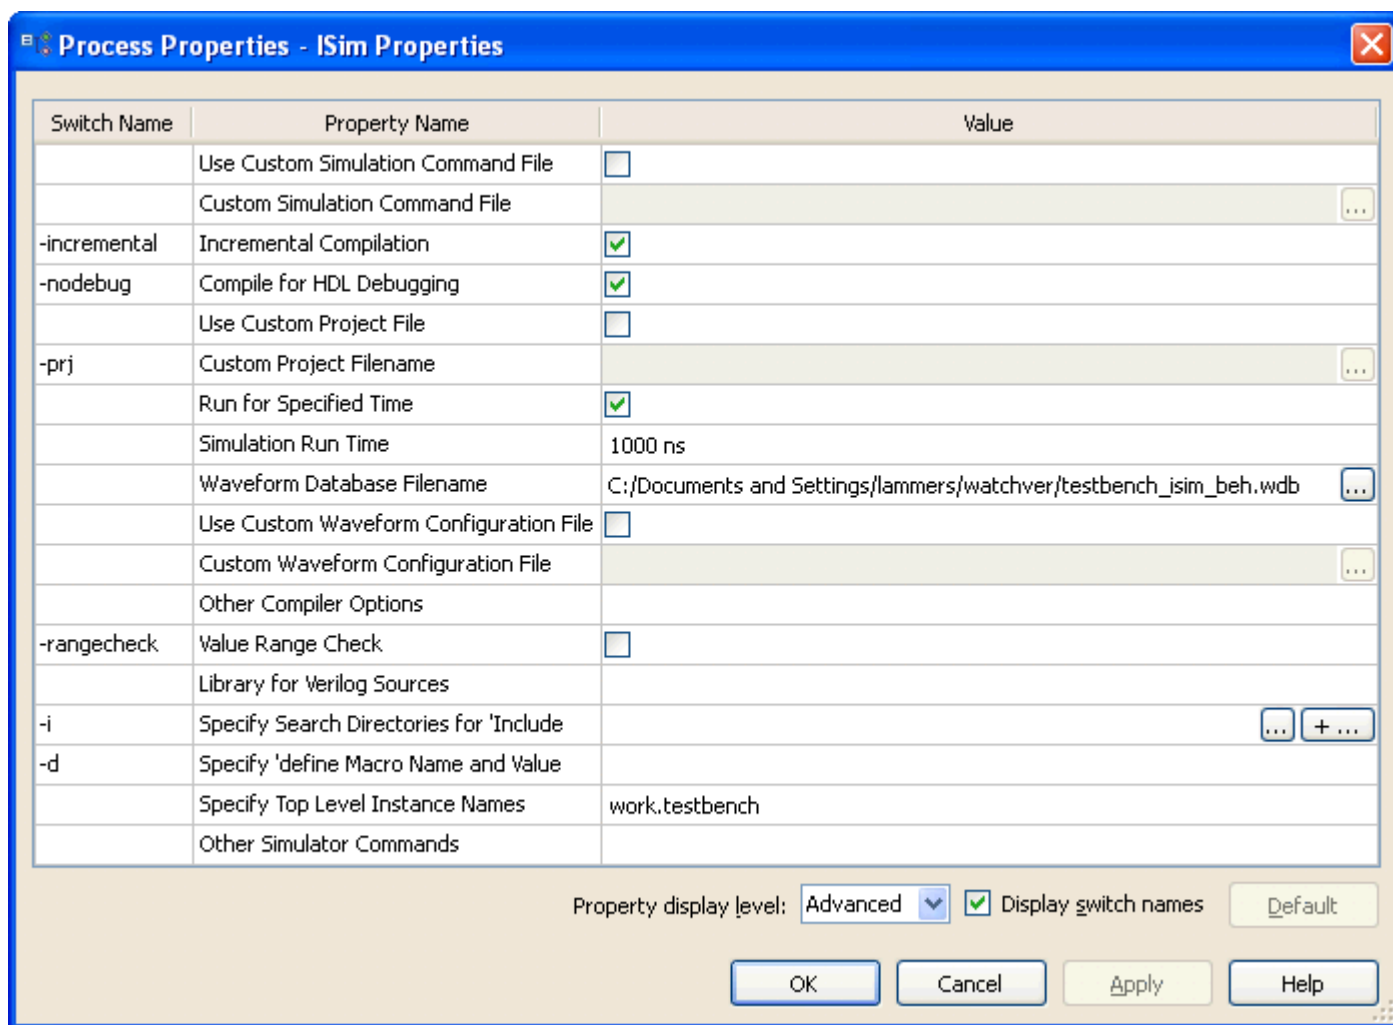 Process Properties - ISim Properties
Switch Name Property Name Value
Use Custom Simulation Command File
Custom Simulation Command File ...
-incremental Incremental Compilation
-nodebug Compile for HDL Debugging
Use Custom Project File
-prj Custom Project Filename ...
Run for Specified Time
Simulation Run Time 1000 ns
Waveform Database Filename C:/Documents and Settings/lammers/watchver/testbench_isim_beh.wdb ...
Use Custom Waveform Configuration File
Custom Waveform Configuration File ...
Other Compiler Options
-rangecheck Value Range Check
Library for Verilog Sources
-i Specify Search Directories for 'Include ... + ...
-d Specify 'define Macro Name and Value
Specify Top Level Instance Names work.testbench
Other Simulator Commands
Property display level: Advanced Display switch names Default
OK Cancel Apply Help